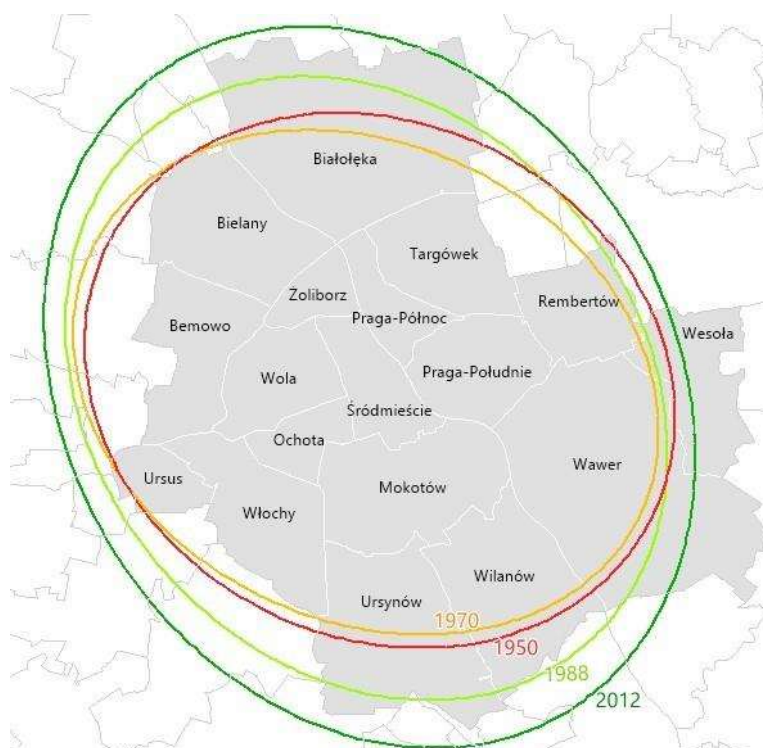 Białołęka
Bielany
Targówek
Żoliborz
Rembertów
Praga-Północ
Bemowo
Wesoła
Praga-Południe
Wola
Śródmieście
Ochota
Wawer
Ursus
Mokotów
Włochy
Wilanów
Ursynów
1970
1950
1988
2012